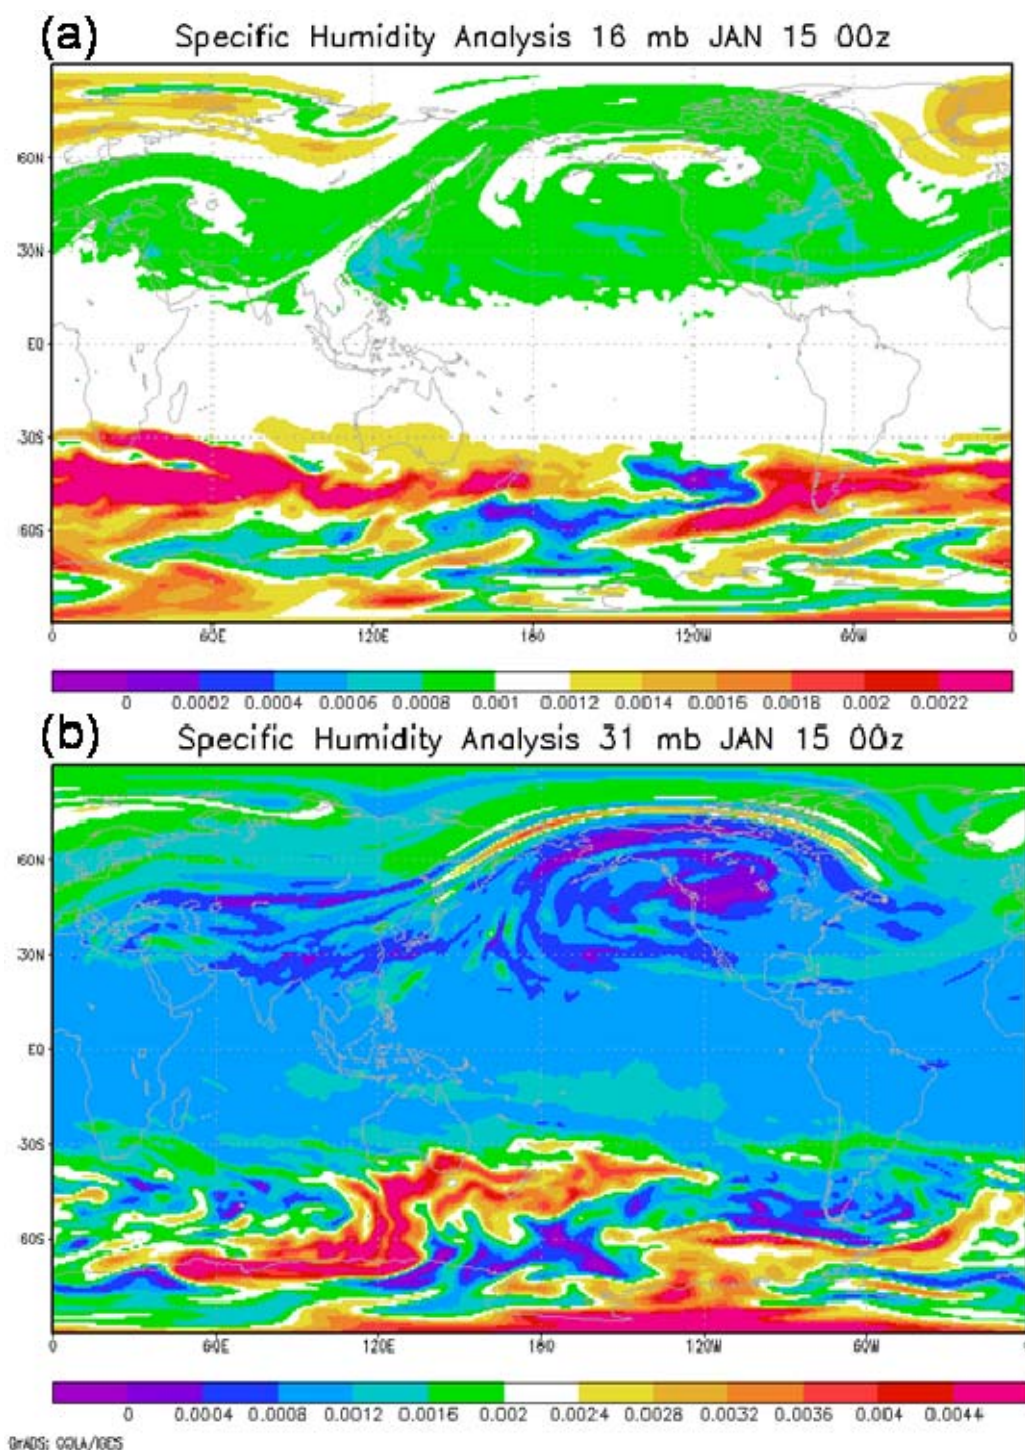 (a) Specific Humidity Analysis 16 mb JAN 15 00z
60N
30N
EQ
30S
60S
0 60E 120E 180 120W 60W 0
0 0.0002 0.0004 0.0006 0.0008 0.001 0.0012 0.0014 0.0016 0.0018 0.002 0.0022
(b) Specific Humidity Analysis 31 mb JAN 15 00z
60N
30N
EQ
30S
60S
0 60E 120E 180 120W 60W 0
0 0.0004 0.0008 0.0012 0.0016 0.002 0.0024 0.0028 0.0032 0.0036 0.004 0.0044
GrADS: COLA/IGES